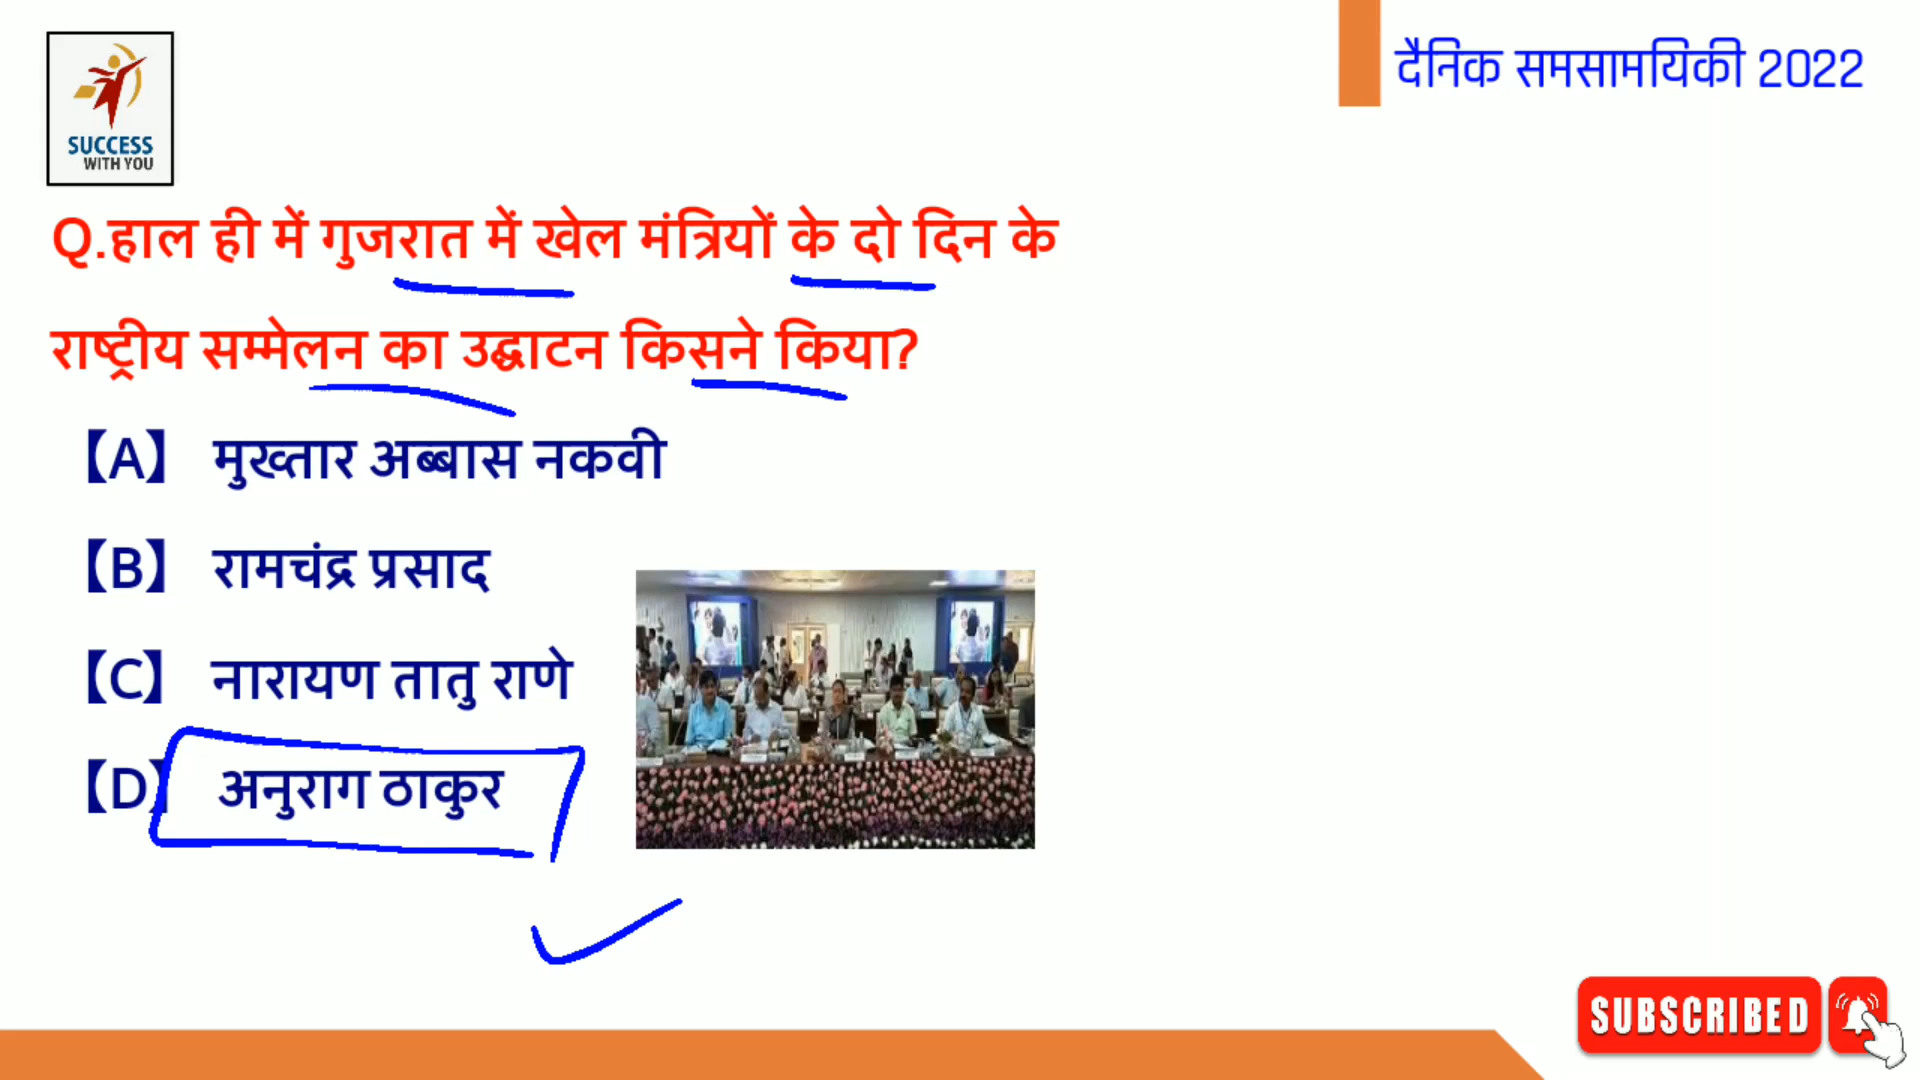 SUCCESS
WITH YOU
दैनिक समसामयिकी 2022
Q.हाल ही में गुजरात में खेल मंत्रियों के दो दिन के
राष्ट्रीय सम्मेलन का उद्घाटन किसने किया?
【A】 मुख्तार अब्बास नकवी
【B】 रामचंद्र प्रसाद
【C】 नारायण तातु राणे
【D】 अनुराग ठाकुर
SUBSCRIBED